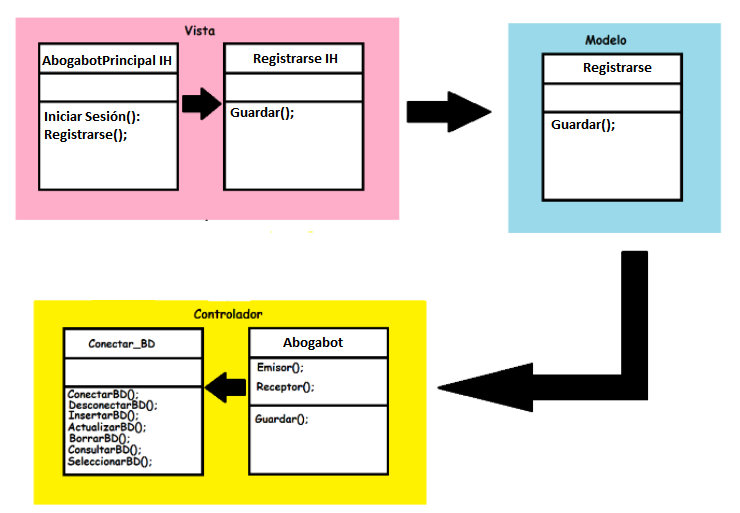 Vista
AbogabotPrincipal IH
Iniciar Sesión():
Registrarse();
Registrarse IH
Guardar();
Modelo
Registrarse
Guardar();
Controlador
Conectar_BD
ConectarBD();
DesconectarBD();
InsertarBD();
ActualizarBD();
BorrarBD();
ConsultarBD();
SeleccionarBD();
Abogabot
Emisor();
Receptor();
Guardar();